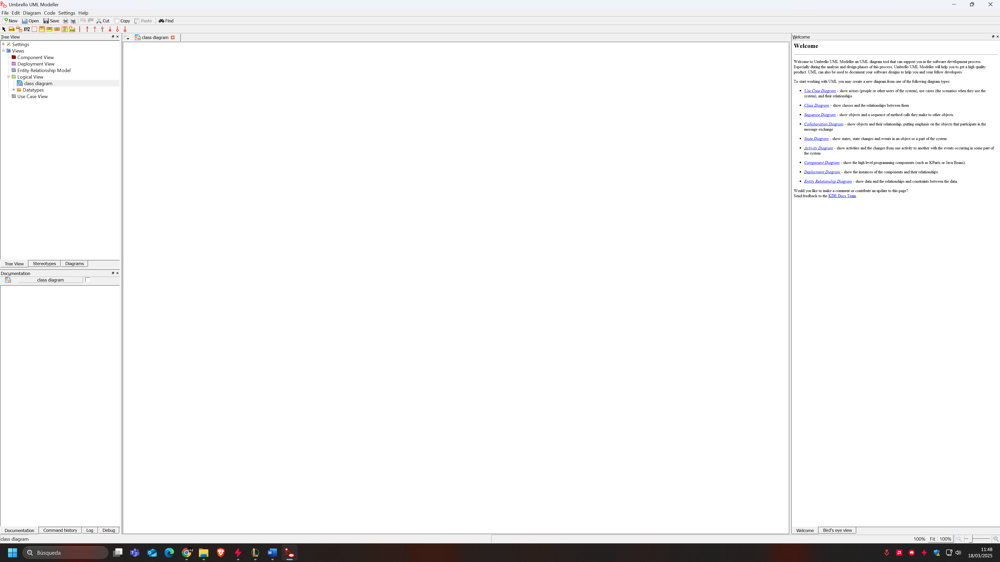 Umbrello UML Modeller
File Edit Diagram Code Settings Help
New Open Save Cut Copy Paste Find
XYZ
Tree View
Settings
Views
Component View
Deployment View
Entity Relationship Model
Logical View
class diagram
Datatypes
Use Case View
Tree View Stereotypes Diagrams
Documentation
class diagram
Documentation Command history Log Debug
class diagram
class diagram
Welcome
Welcome
Welcome to Umbrello UML Modeller an UML diagram tool that can support you in the software development process.
Especially during the analysis and design phases of this process, Umbrello UML Modeller will help you to get a high quality
product. UML can also be used to document your software designs to help you and your fellow developers.
To start working with UML you may create a new diagram from one of the following diagram types:
• Use Case Diagram - show actors (people or other users of the system), use cases (the scenarios when they use the
system), and their relationships
• Class Diagram - show classes and the relationships between them
• Sequence Diagram - show objects and a sequence of method calls they make to other objects.
• Collaboration Diagram - show objects and their relationship, putting emphasis on the objects that participate in the
message exchange
• State Diagram - show states, state changes and events in an object or a part of the system
• Activity Diagram - show activities and the changes from one activity to another with the events occurring in some part of
the system
• Component Diagram - show the high level programming components (such as KParts or Java Beans).
• Deployment Diagram - show the instances of the components and their relationships.
• Entity Relationship Diagram - show data and the relationships and constraints between the data.
Would you like to make a comment or contribute an update to this page?
Send feedback to the KDE Docs Team
Welcome Bird's eye view
100% Fit 100%
Búsqueda
11:48
18/03/2025